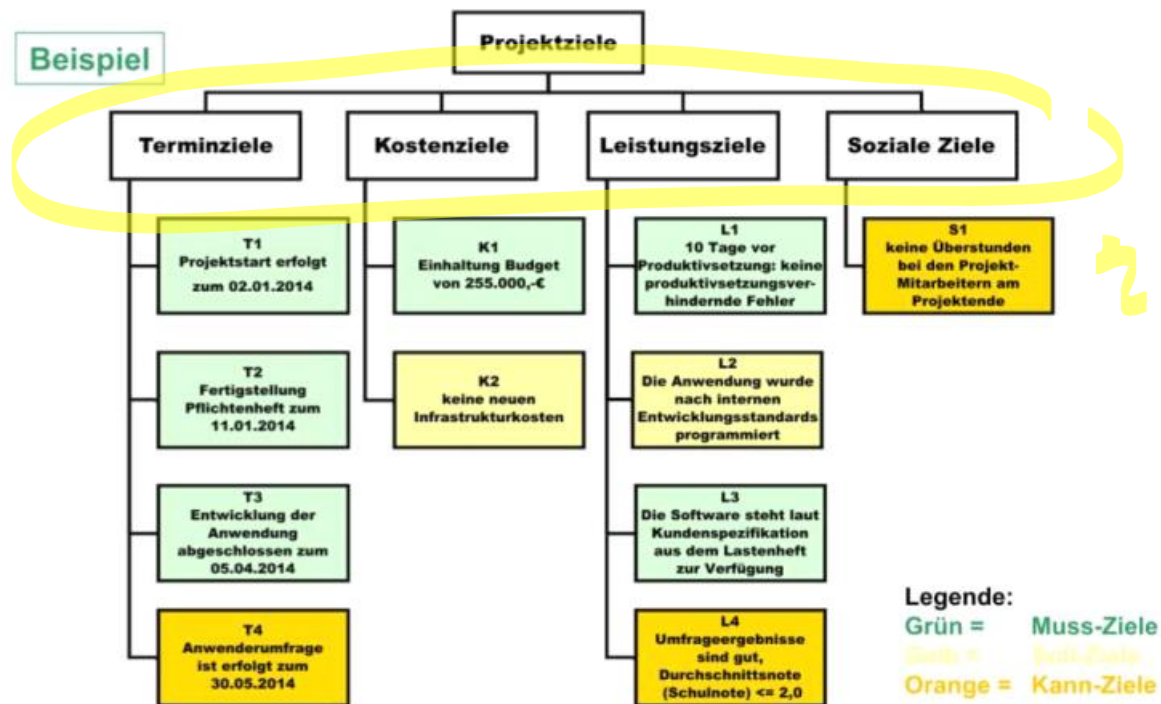 Beispiel
Projektziele
Terminziele
Kostenziele
Leistungsziele
Soziale Ziele
T1
Projektstart erfolgt
zum 02.01.2014
K1
Einhaltung Budget
von 255.000,-€
L1
10 Tage vor
Produktivsetzung: keine
produktivsetzungsver-
hindernde Fehler
S1
keine Überstunden
bei den Projekt-
Mitarbeitern am
Projektende
T2
Fertigstellung
Pflichtenheft zum
11.01.2014
K2
keine neuen
Infrastrukturkosten
L2
Die Anwendung wurde
nach internen
Entwicklungsstandards
programmiert
T3
Entwicklung der
Anwendung
abgeschlossen zum
05.04.2014
L3
Die Software steht laut
Kundenspezifikation
aus dem Lastenheft
zur Verfügung
T4
Anwenderumfrage
ist erfolgt zum
30.05.2014
L4
Umfrageergebnisse
sind gut,
Durchschnittsnote
(Schulnote) <= 2,0
Legende:
Grün = Muss-Ziele
Gelb = Soll-Ziele
Orange = Kann-Ziele